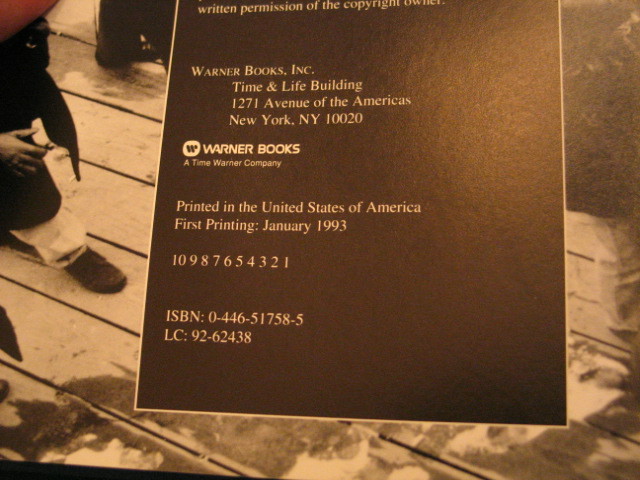 written permission of the copyright owner.
WARNER BOOKS, INC.
Time & Life Building
1271 Avenue of the Americas
New York, NY 10020
WARNER BOOKS
A Time Warner Company
Printed in the United States of America
First Printing: January 1993
10 9 8 7 6 5 4 3 2 1
ISBN: 0-446-51758-5
LC: 92-62438